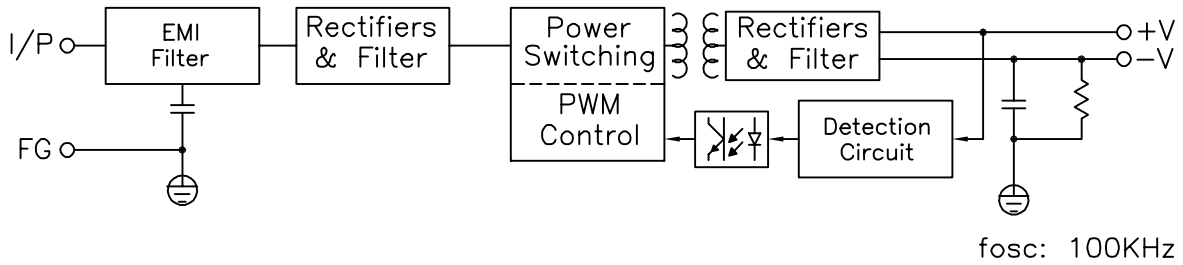 I/P
EMI
Filter
Rectifiers
& Filter
Power
Switching
PWM
Control
Rectifiers
& Filter
+V
-V
Detection
Circuit
FG
fosc: 100KHz